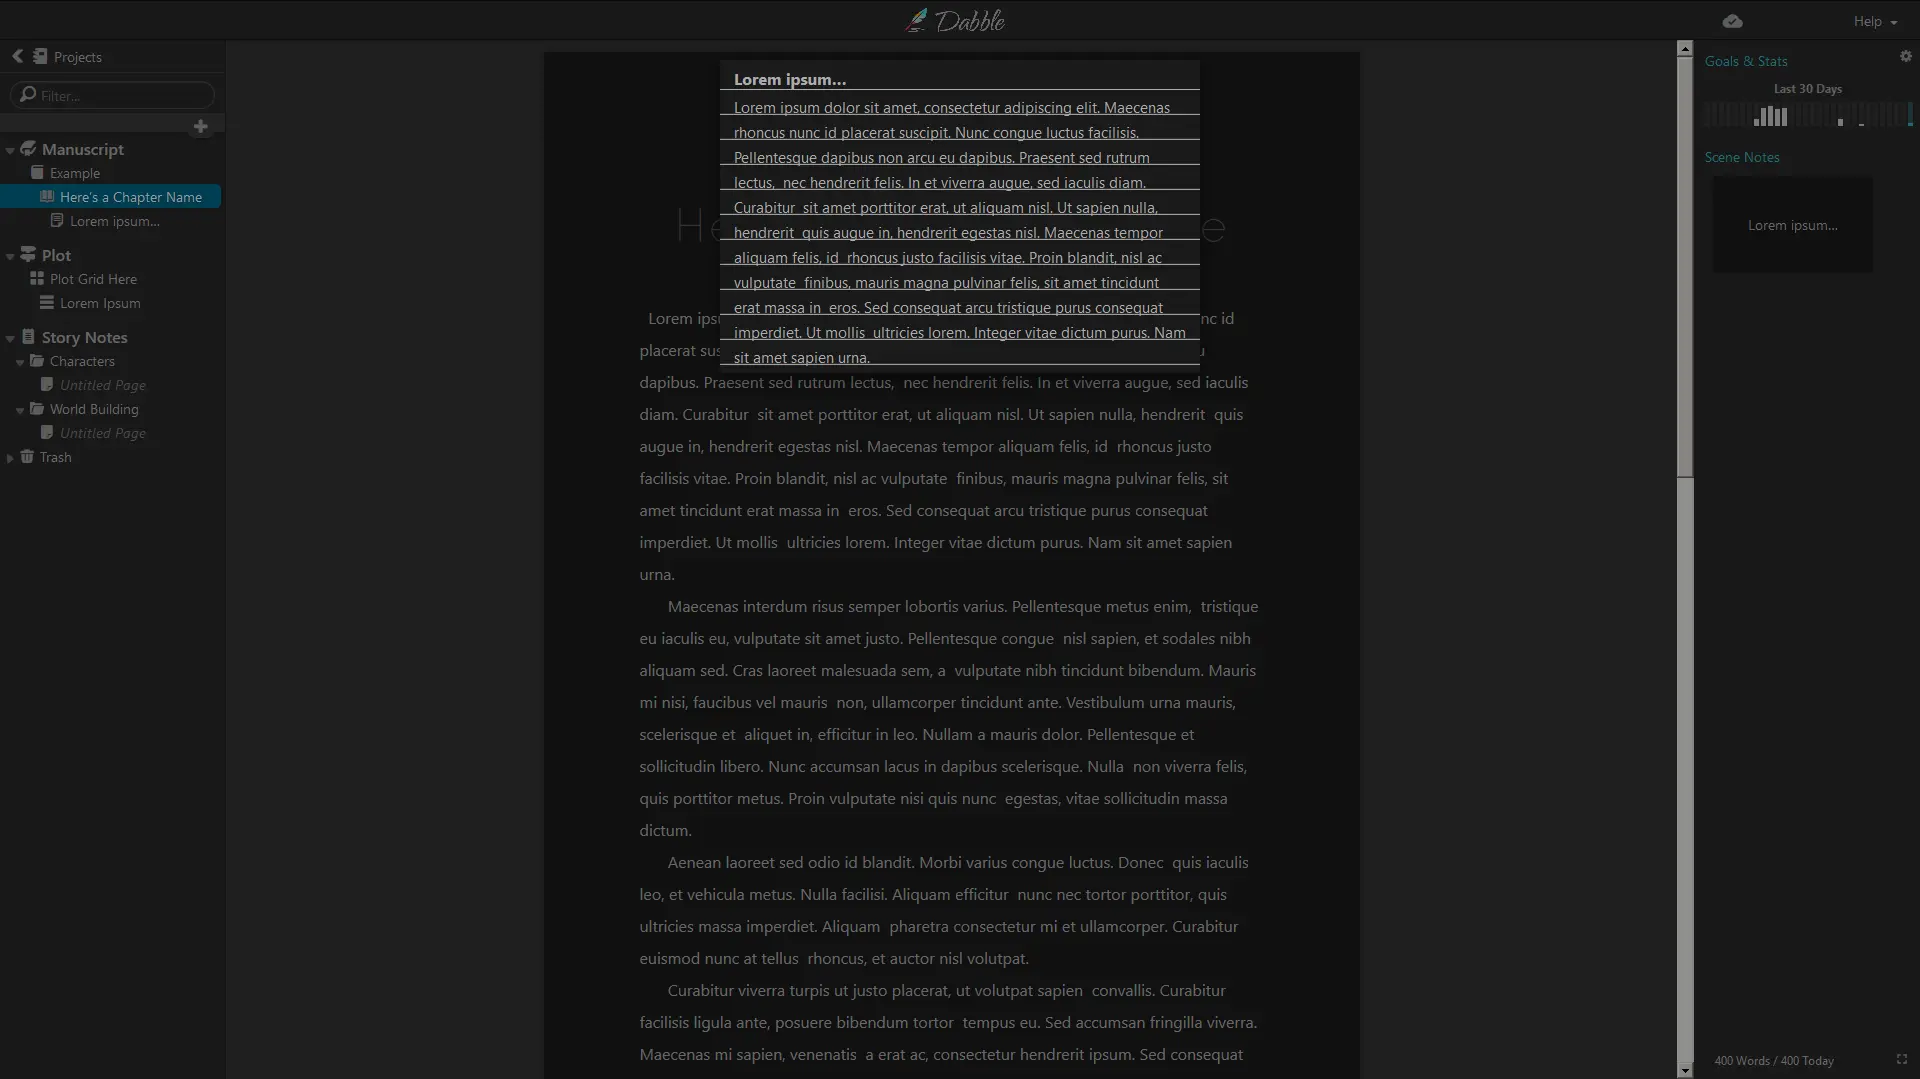 Dabble
Help
Projects
Filter...
Manuscript
Example
Here's a Chapter Name
Lorem ipsum...
Plot
Plot Grid Here
Lorem Ipsum
Story Notes
Characters
Untitled Page
World Building
Untitled Page
Trash
Lorem ipsum...
Lorem ipsum dolor sit amet, consectetur adipiscing elit. Maecenas
rhoncus nunc id placerat suscipit. Nunc congue luctus facilisis.
Pellentesque dapibus non arcu eu dapibus. Praesent sed rutrum
lectus, nec hendrerit felis. In et viverra augue, sed iaculis diam.
Curabitur sit amet porttitor erat, ut aliquam nisl. Ut sapien nulla,
hendrerit quis augue in, hendrerit egestas nisl. Maecenas tempor
aliquam felis, id rhoncus justo facilisis vitae. Proin blandit, nisl ac
vulputate finibus, mauris magna pulvinar felis, sit amet tincidunt
erat massa in eros. Sed consequat arcu tristique purus consequat
imperdiet. Ut mollis ultricies lorem. Integer vitae dictum purus. Nam
sit amet sapien urna.
Lorem id
placerat
dapibus. Praesent sed rutrum lectus, nec hendrerit felis. In et viverra augue, sed iaculis
diam. Curabitur sit amet porttitor erat, ut aliquam nisl. Ut sapien nulla, hendrerit quis
augue in, hendrerit egestas nisl. Maecenas tempor aliquam felis, id rhoncus justo
facilisis vitae. Proin blandit, nisl ac vulputate finibus, mauris magna pulvinar felis, sit
amet tincidunt erat massa in eros. Sed consequat arcu tristique purus consequat
imperdiet. Ut mollis ultricies lorem. Integer vitae dictum purus. Nam sit amet sapien
urna.
Maecenas interdum risus semper lobortis varius. Pellentesque metus enim, tristique
eu iaculis eu, vulputate sit amet justo. Pellentesque congue nisl sapien, et sodales nibh
aliquam sed. Cras laoreet malesuada sem, a vulputate nibh tincidunt bibendum. Mauris
mi nisi, faucibus vel mauris non, ullamcorper tincidunt ante. Vestibulum urna mauris,
scelerisque et aliquet in, efficitur in leo. Nullam a mauris dolor. Pellentesque et
sollicitudin libero. Nunc accumsan lacus in dapibus scelerisque. Nulla non viverra felis,
quis porttitor metus. Proin vulputate nisi quis nunc egestas, vitae sollicitudin massa
dictum.
Aenean laoreet sed odio id blandit. Morbi varius congue luctus. Donec quis iaculis
leo, et vehicula metus. Nulla facilisi. Aliquam efficitur nunc nec tortor porttitor, quis
ultricies massa imperdiet. Aliquam pharetra consectetur mi et ullamcorper. Curabitur
euismod nunc at tellus rhoncus, et auctor nisl volutpat.
Curabitur viverra turpis ut justo placerat, ut volutpat sapien convallis. Curabitur
facilisis ligula ante, posuere bibendum tortor tempus eu. Sed accumsan fringilla viverra.
Maecenas mi sapien, venenatis a erat ac, consectetur hendrerit ipsum. Sed consequat
Goals & Stats
Last 30 Days
Scene Notes
Lorem ipsum...
400 Words / 400 Today